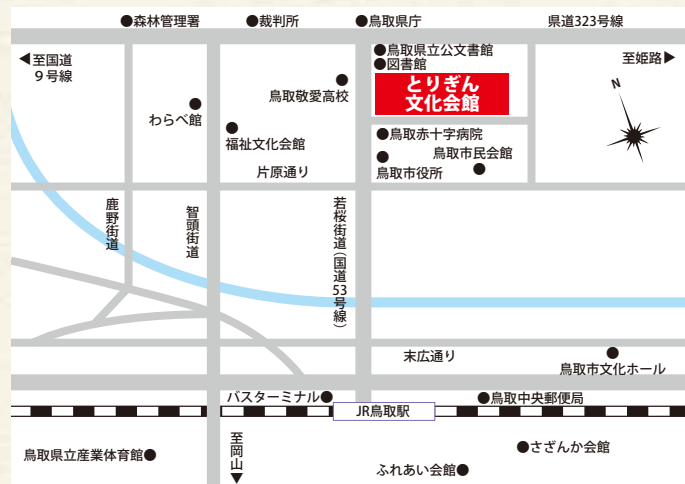 ●森林管理署
●裁判所
●鳥取県庁
県道323号線
◀至国道
9号線
●鳥取県立公文書館
●図書館
至姫路▶
とりぎん
文化会館
鳥取敬愛高校
N
わらべ館
福祉文化会館
●鳥取赤十字病院
鳥取市民会館
鳥取市役所
片原通り
鹿野街道
智頭街道
若桜街道(国道53号線)
末広通り
鳥取市文化ホール
バスターミナル●
●鳥取中央郵便局
JR鳥取駅
至岡山▼
鳥取県立産業体育館●
●さざんか会館
ふれあい会館●